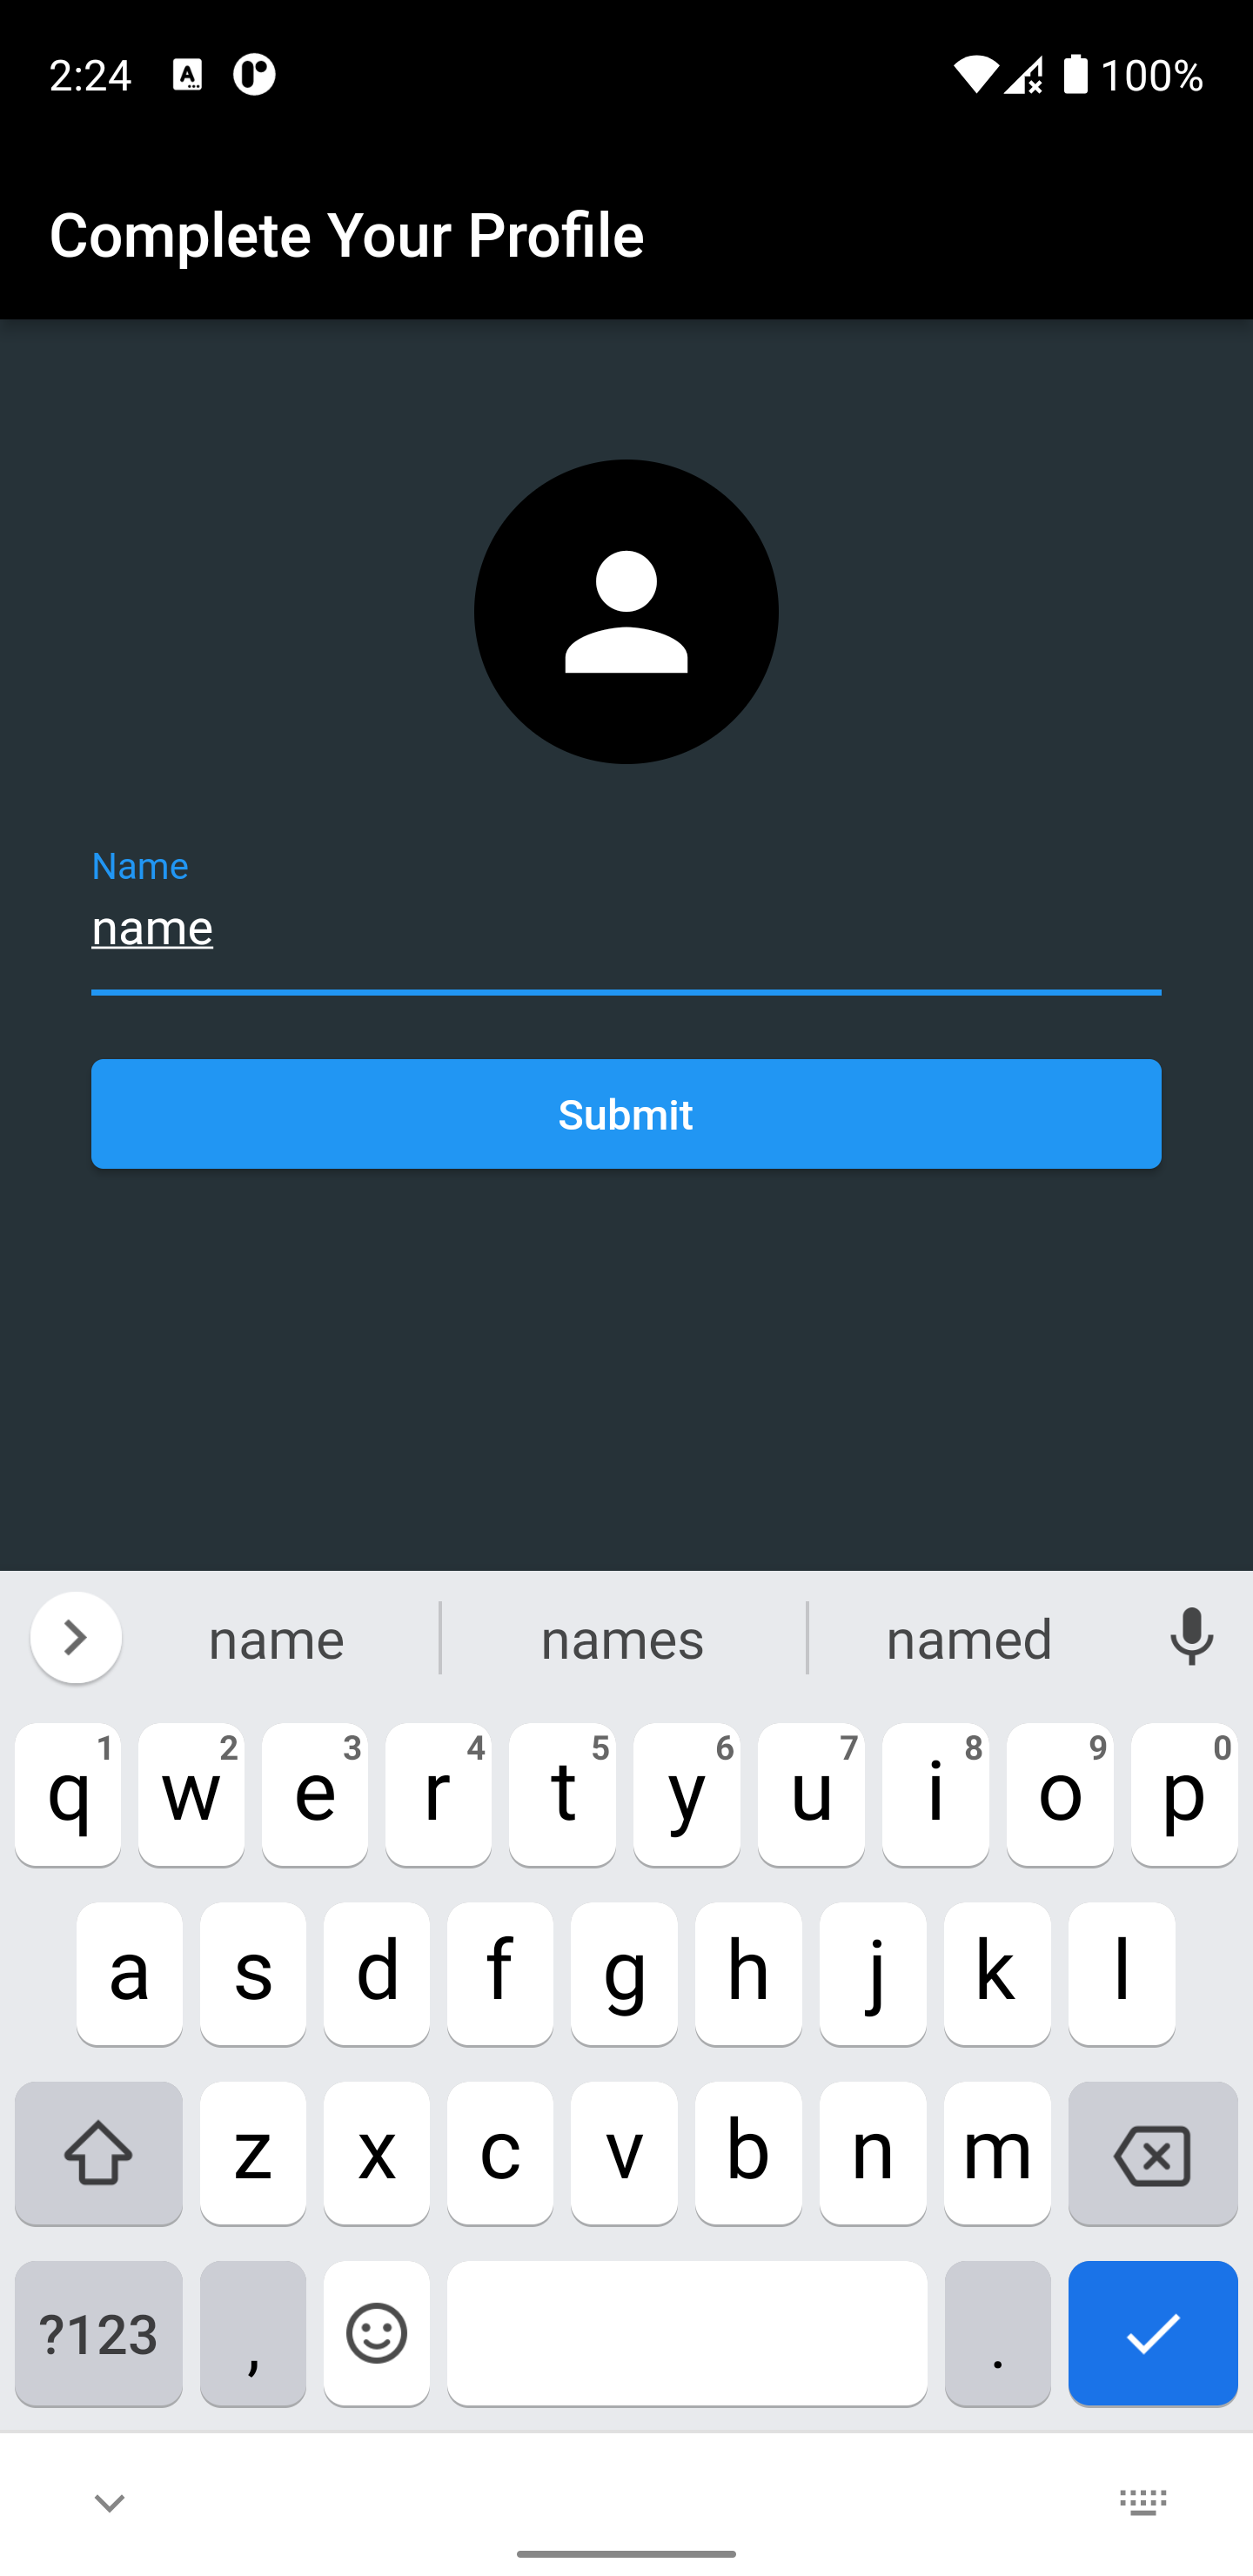 2:24 100%
Complete Your Profile
Name
name
Submit
name names named
q1 w2 e3 r4 t5 y6 u7 i8 o9 p0
a s d f g h j k l
z x c v b n m
?123 , .